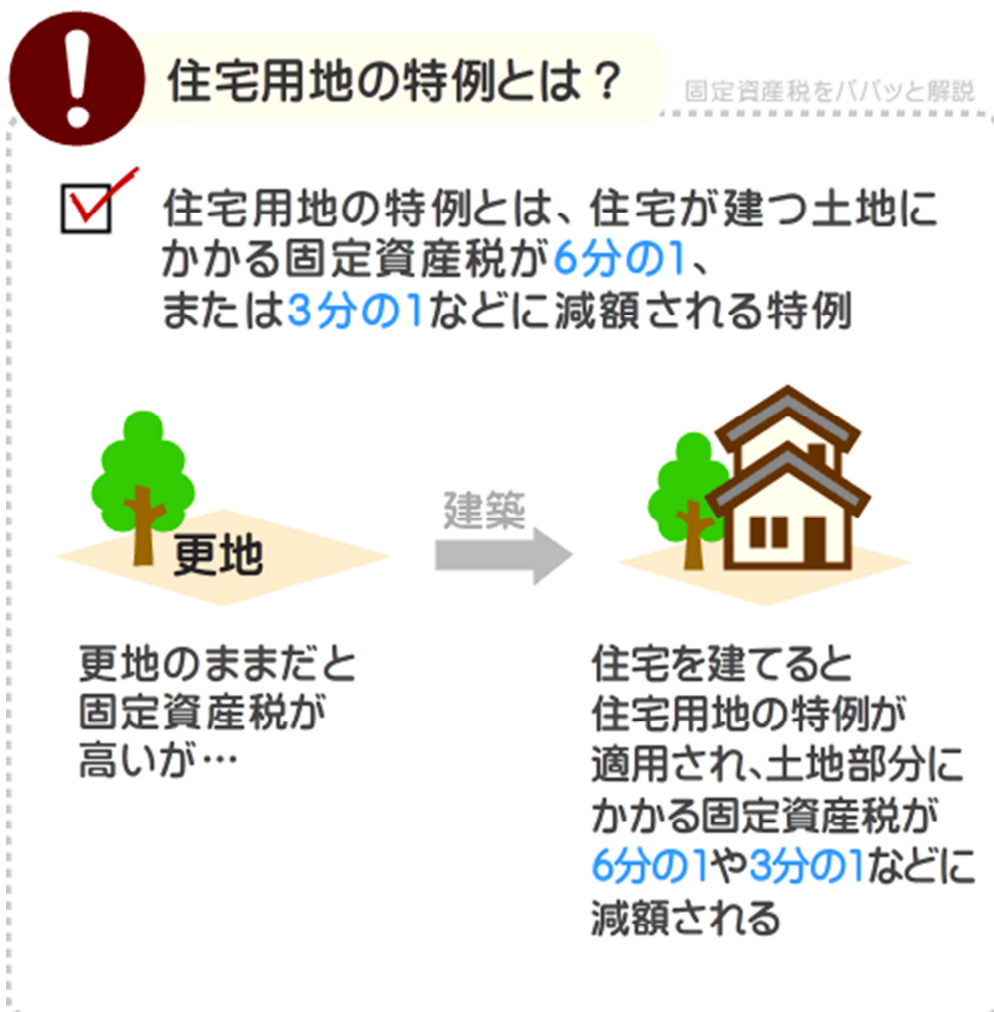 住宅用地の特例とは？
固定資産税をパパッと解説
住宅用地の特例とは、住宅が建つ土地に
かかる固定資産税が6分の1、
または3分の1などに減額される特例
更地
建築
更地のままだと
固定資産税が
高いが…
住宅を建てると
住宅用地の特例が
適用され、土地部分に
かかる固定資産税が
6分の1や3分の1などに
減額される